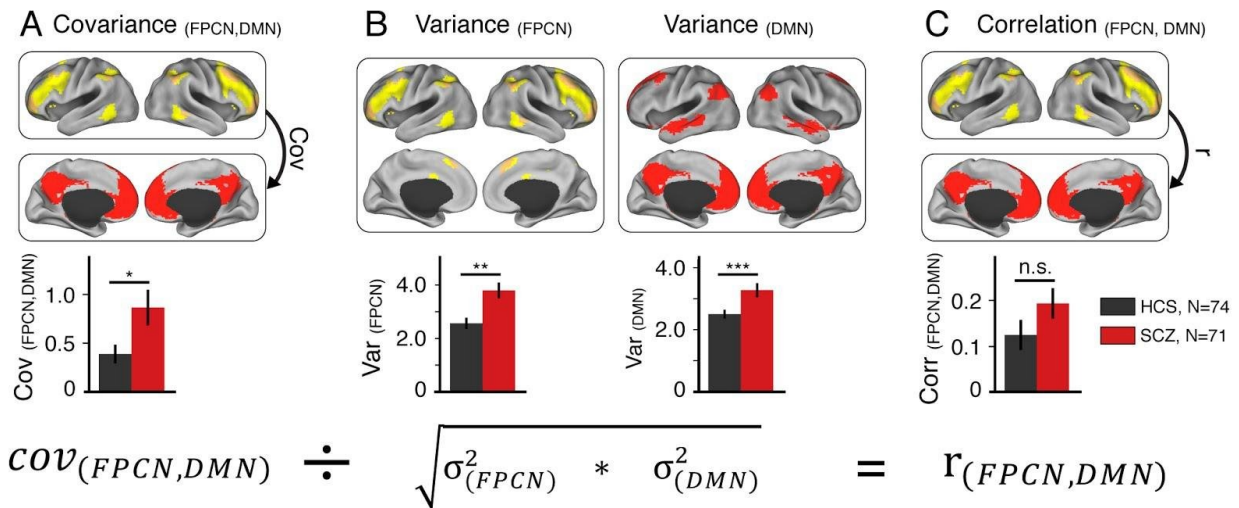 A Covariance (FPCN,DMN)
B Variance (FPCN) Variance (DMN)
C Correlation (FPCN, DMN)
Cov
r
Cov (FPCN,DMN)
1.0
0.5
0
*
Var (FPCN)
4.0
2.0
0
**
Var (DMN)
4.0
2.0
0
***
Corr (FPCN,DMN)
0.2
0.1
0
n.s.
HCS, N=74
SCZ, N=71
cov(FPCN,DMN) ÷ √σ²(FPCN) * σ²(DMN) = r(FPCN,DMN)